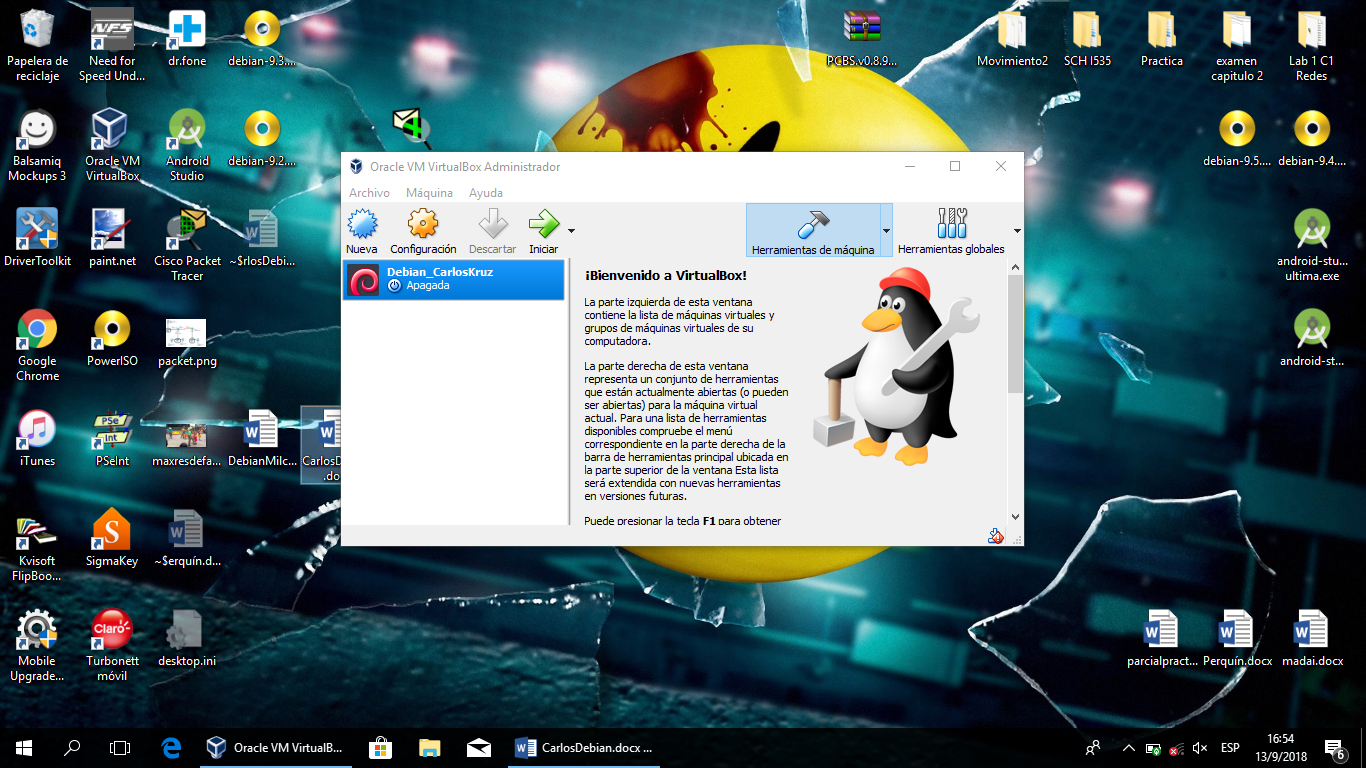 Papelera de
reciclaje
NFS
Need for
Speed Und...
dr.fone
debian-9.3....
PCBS.v0.8.9...
Movimiento2
SCH I535
Practica
examen
capitulo 2
Lab 1 C1
Redes
Balsamiq
Mockups 3
Oracle VM
VirtualBox
Android
Studio
debian-9.2....
debian-9.5....
debian-9.4....
DriverToolkit
paint.net
Cisco Packet
Tracer
~$rlosDebi...
android-stu...
ultima.exe
Google
Chrome
PowerISO
packet.png
android-st...
iTunes
PSe
Int
PSeInt
maxresdefa...
DebianMilc...
CarlosD
.do
Kvisoft
FlipBoo...
SigmaKey
~$erquín.d...
Mobile
Upgrade...
Claro
Turbonett
móvil
desktop.ini
parcialpract...
Perquín.docx
madai.docx
Oracle VM VirtualBox Administrador
Archivo
Máquina
Ayuda
Nueva
Configuración
Descartar
Iniciar
Herramientas de máquina
Herramientas globales
Debian_CarlosKruz
Apagada
¡Bienvenido a VirtualBox!
La parte izquierda de esta ventana
contiene la lista de máquinas virtuales y
grupos de máquinas virtuales de su
computadora.
La parte derecha de esta ventana
representa un conjunto de herramientas
que están actualmente abiertas (o pueden
ser abiertas) para la máquina virtual
actual. Para una lista de herramientas
disponibles compruebe el menú
correspondiente en la parte derecha de la
barra de herramientas principal ubicada en
la parte superior de la ventana Esta lista
será extendida con nuevas herramientas
en versiones futuras.
Puede presionar la tecla F1 para obtener
Oracle VM VirtualB...
CarlosDebian.docx ...
ESP
16:54
13/9/2018
6